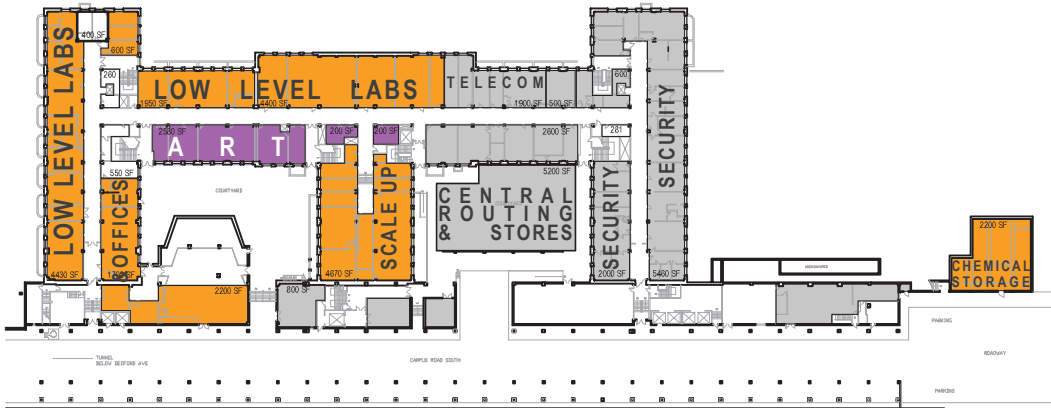 400 SF
600 SF
260
LOW LEVEL LABS
1950 SF
4400 SF
TELECOM
1900 SF
500 SF
600
LOW LEVEL LABS
4430 SF
2580 SF
ART
200 SF
200 SF
2600 SF
281
SECURITY
5460 SF
550 SF
OFFICES
COURTYARD
SCALE UP
4670 SF
5200 SF
CENTRAL
ROUTING
& STORES
SECURITY
2000 SF
2200 SF
800 SF
2200 SF
CHEMICAL
STORAGE
PARKING
TUNNEL
BELOW BEDFORD AVE
CAMPUS ROAD SOUTH
ROADWAY
PARKING